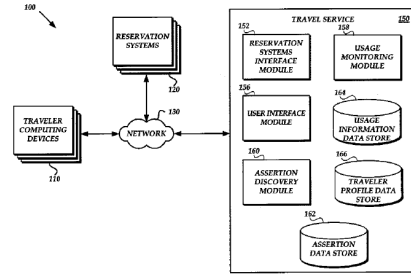 100
RESERVATION
SYSTEMS
120
TRAVELER
COMPUTING
DEVICES
110
130
NETWORK
TRAVEL SERVICE
150
152
RESERVATION
SYSTEMS
INTERFACE
MODULE
158
USAGE
MONITORING
MODULE
156
USER INTERFACE
MODULE
164
USAGE
INFORMATION
DATA STORE
160
ASSERTION
DISCOVERY
MODULE
166
TRAVELER
PROFILE DATA
STORE
162
ASSERTION
DATA STORE